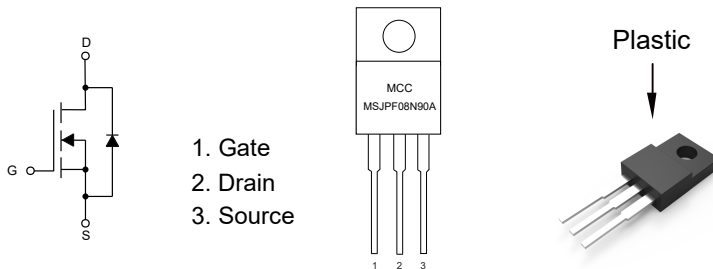 D
G
S
1. Gate
2. Drain
3. Source
MCC
MSJPF08N90A
1 2 3
Plastic